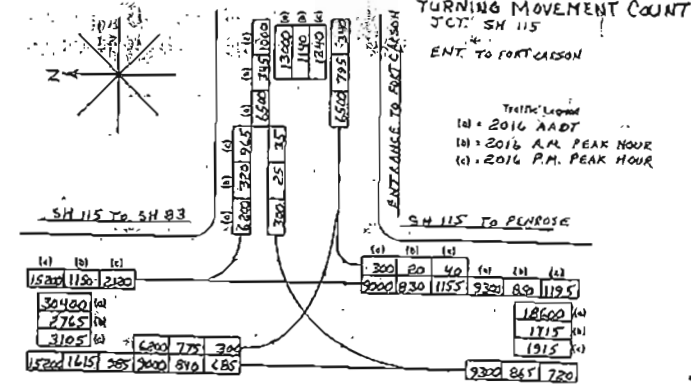 TURNING MOVEMENT COUNT
JCT. SH 115
ENT. TO FORT CARSON
Traffic Legend
(a) = 2016 AADT
(b) = 2016 A.M. PEAK HOUR
(c) = 2016 P.M. PEAK HOUR
N
(a) (b) (c)
13000 1140 1240
(a) (b) (c)
6500 345 1000
6500 795 240
(a) (b) (c)
6200 320 965
300 25 35
ENTRANCE TO FORT CARSON
SH 115 TO SH 83
SH 115 TO PENROSE
(a) (b) (c)
15200 1150 2120
30400 (a)
2765 (b)
3105 (c)
6200 775 300
15200 1615 985 9000 840 685
(a) (b) (c)
300 20 40 (a) (b) (c)
9000 830 1155 9300 850 1195
18600 (a)
1715 (b)
1915 (c)
9300 865 720